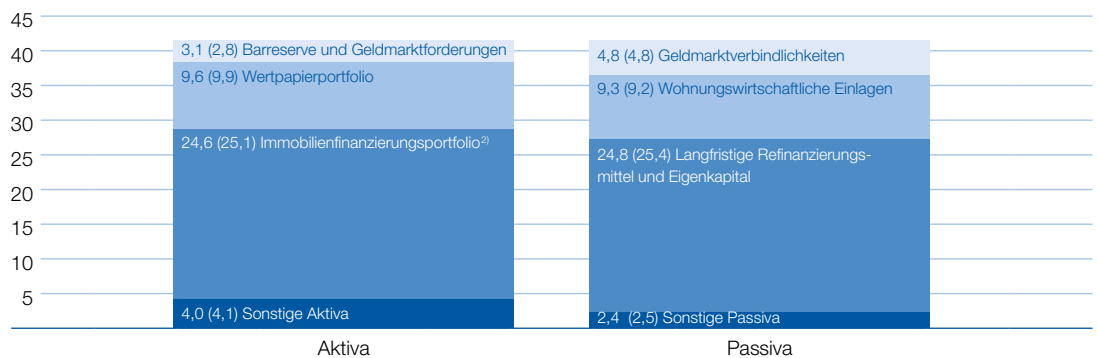 45
40
35
30
25
20
15
10
5
3,1 (2,8) Barreserve und Geldmarktforderungen
9,6 (9,9) Wertpapierportfolio
24,6 (25,1) Immobilienfinanzierungsportfolio²⁾
4,0 (4,1) Sonstige Aktiva
4,8 (4,8) Geldmarktverbindlichkeiten
9,3 (9,2) Wohnungswirtschaftliche Einlagen
24,8 (25,4) Langfristige Refinanzierungs-
mittel und Eigenkapital
2,4 (2,5) Sonstige Passiva
Aktiva
Passiva